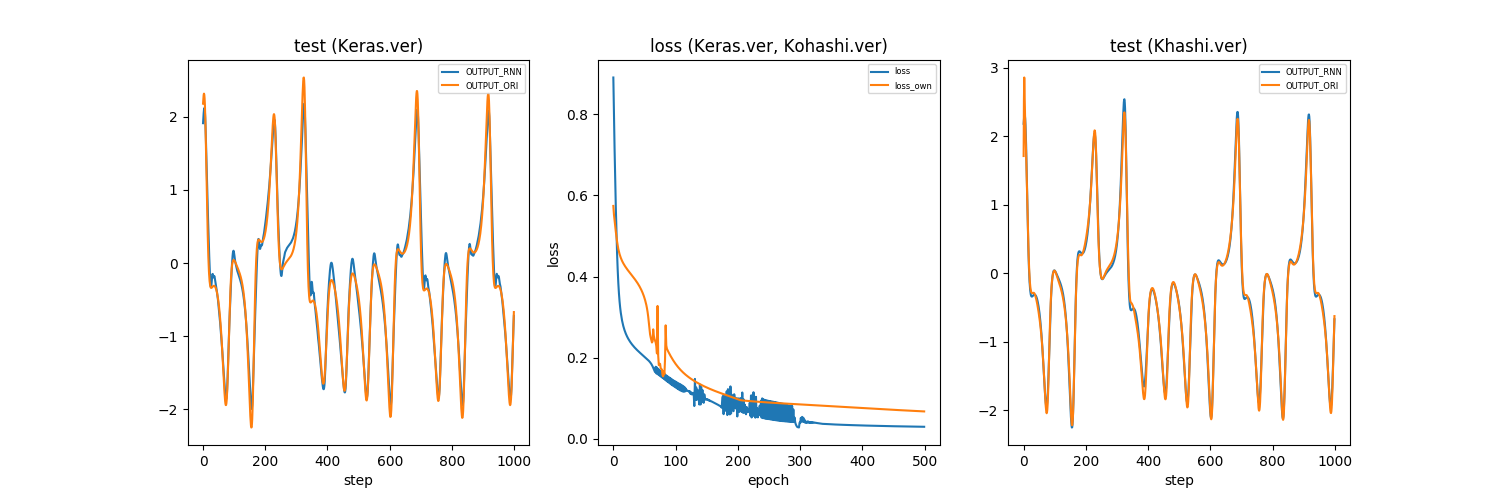 test (Keras.ver)
OUTPUT_RNN
OUTPUT_ORI
2
1
0
−1
−2
0 200 400 600 800 1000
step
loss (Keras.ver, Kohashi.ver)
loss
loss_own
loss
0.8
0.6
0.4
0.2
0.0
0 100 200 300 400 500
epoch
test (Khashi.ver)
OUTPUT_RNN
OUTPUT_ORI
3
2
1
0
−1
−2
0 200 400 600 800 1000
step